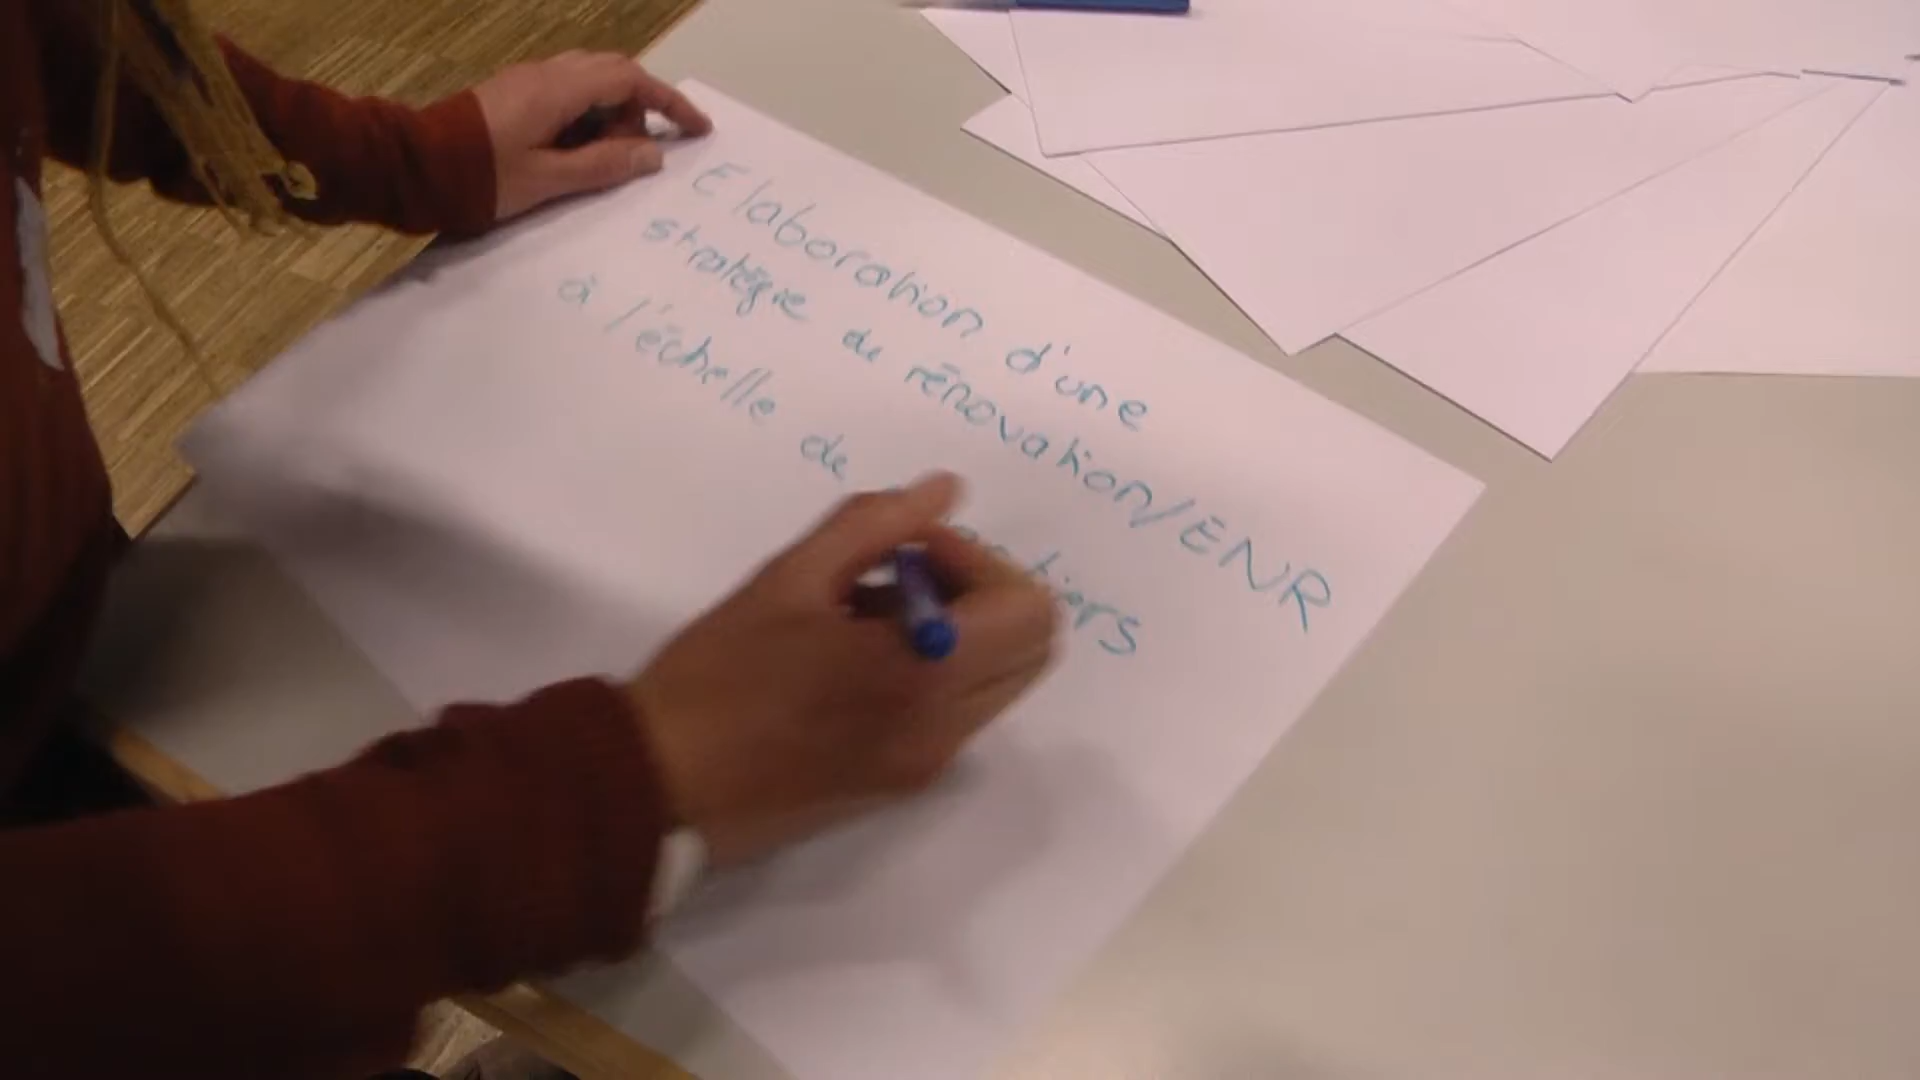 Elaboration d'une
stratégie de rénovation/ENR
à l'échelle de